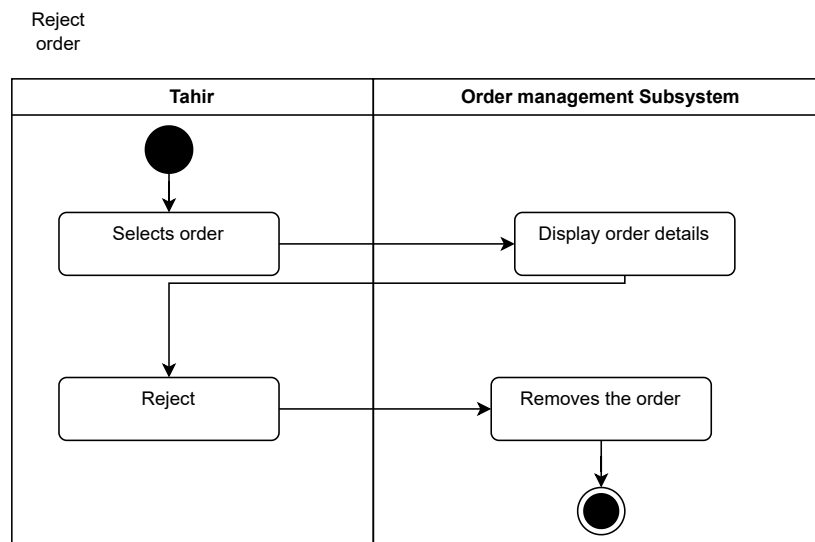 Reject
order
Tahir
Order management Subsystem
Selects order
Display order details
Reject
Removes the order